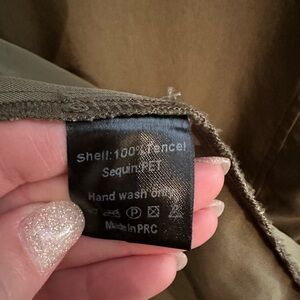 Shell:100%Tencel
Sequin:PET
Hand wash only
P
Made In PRC